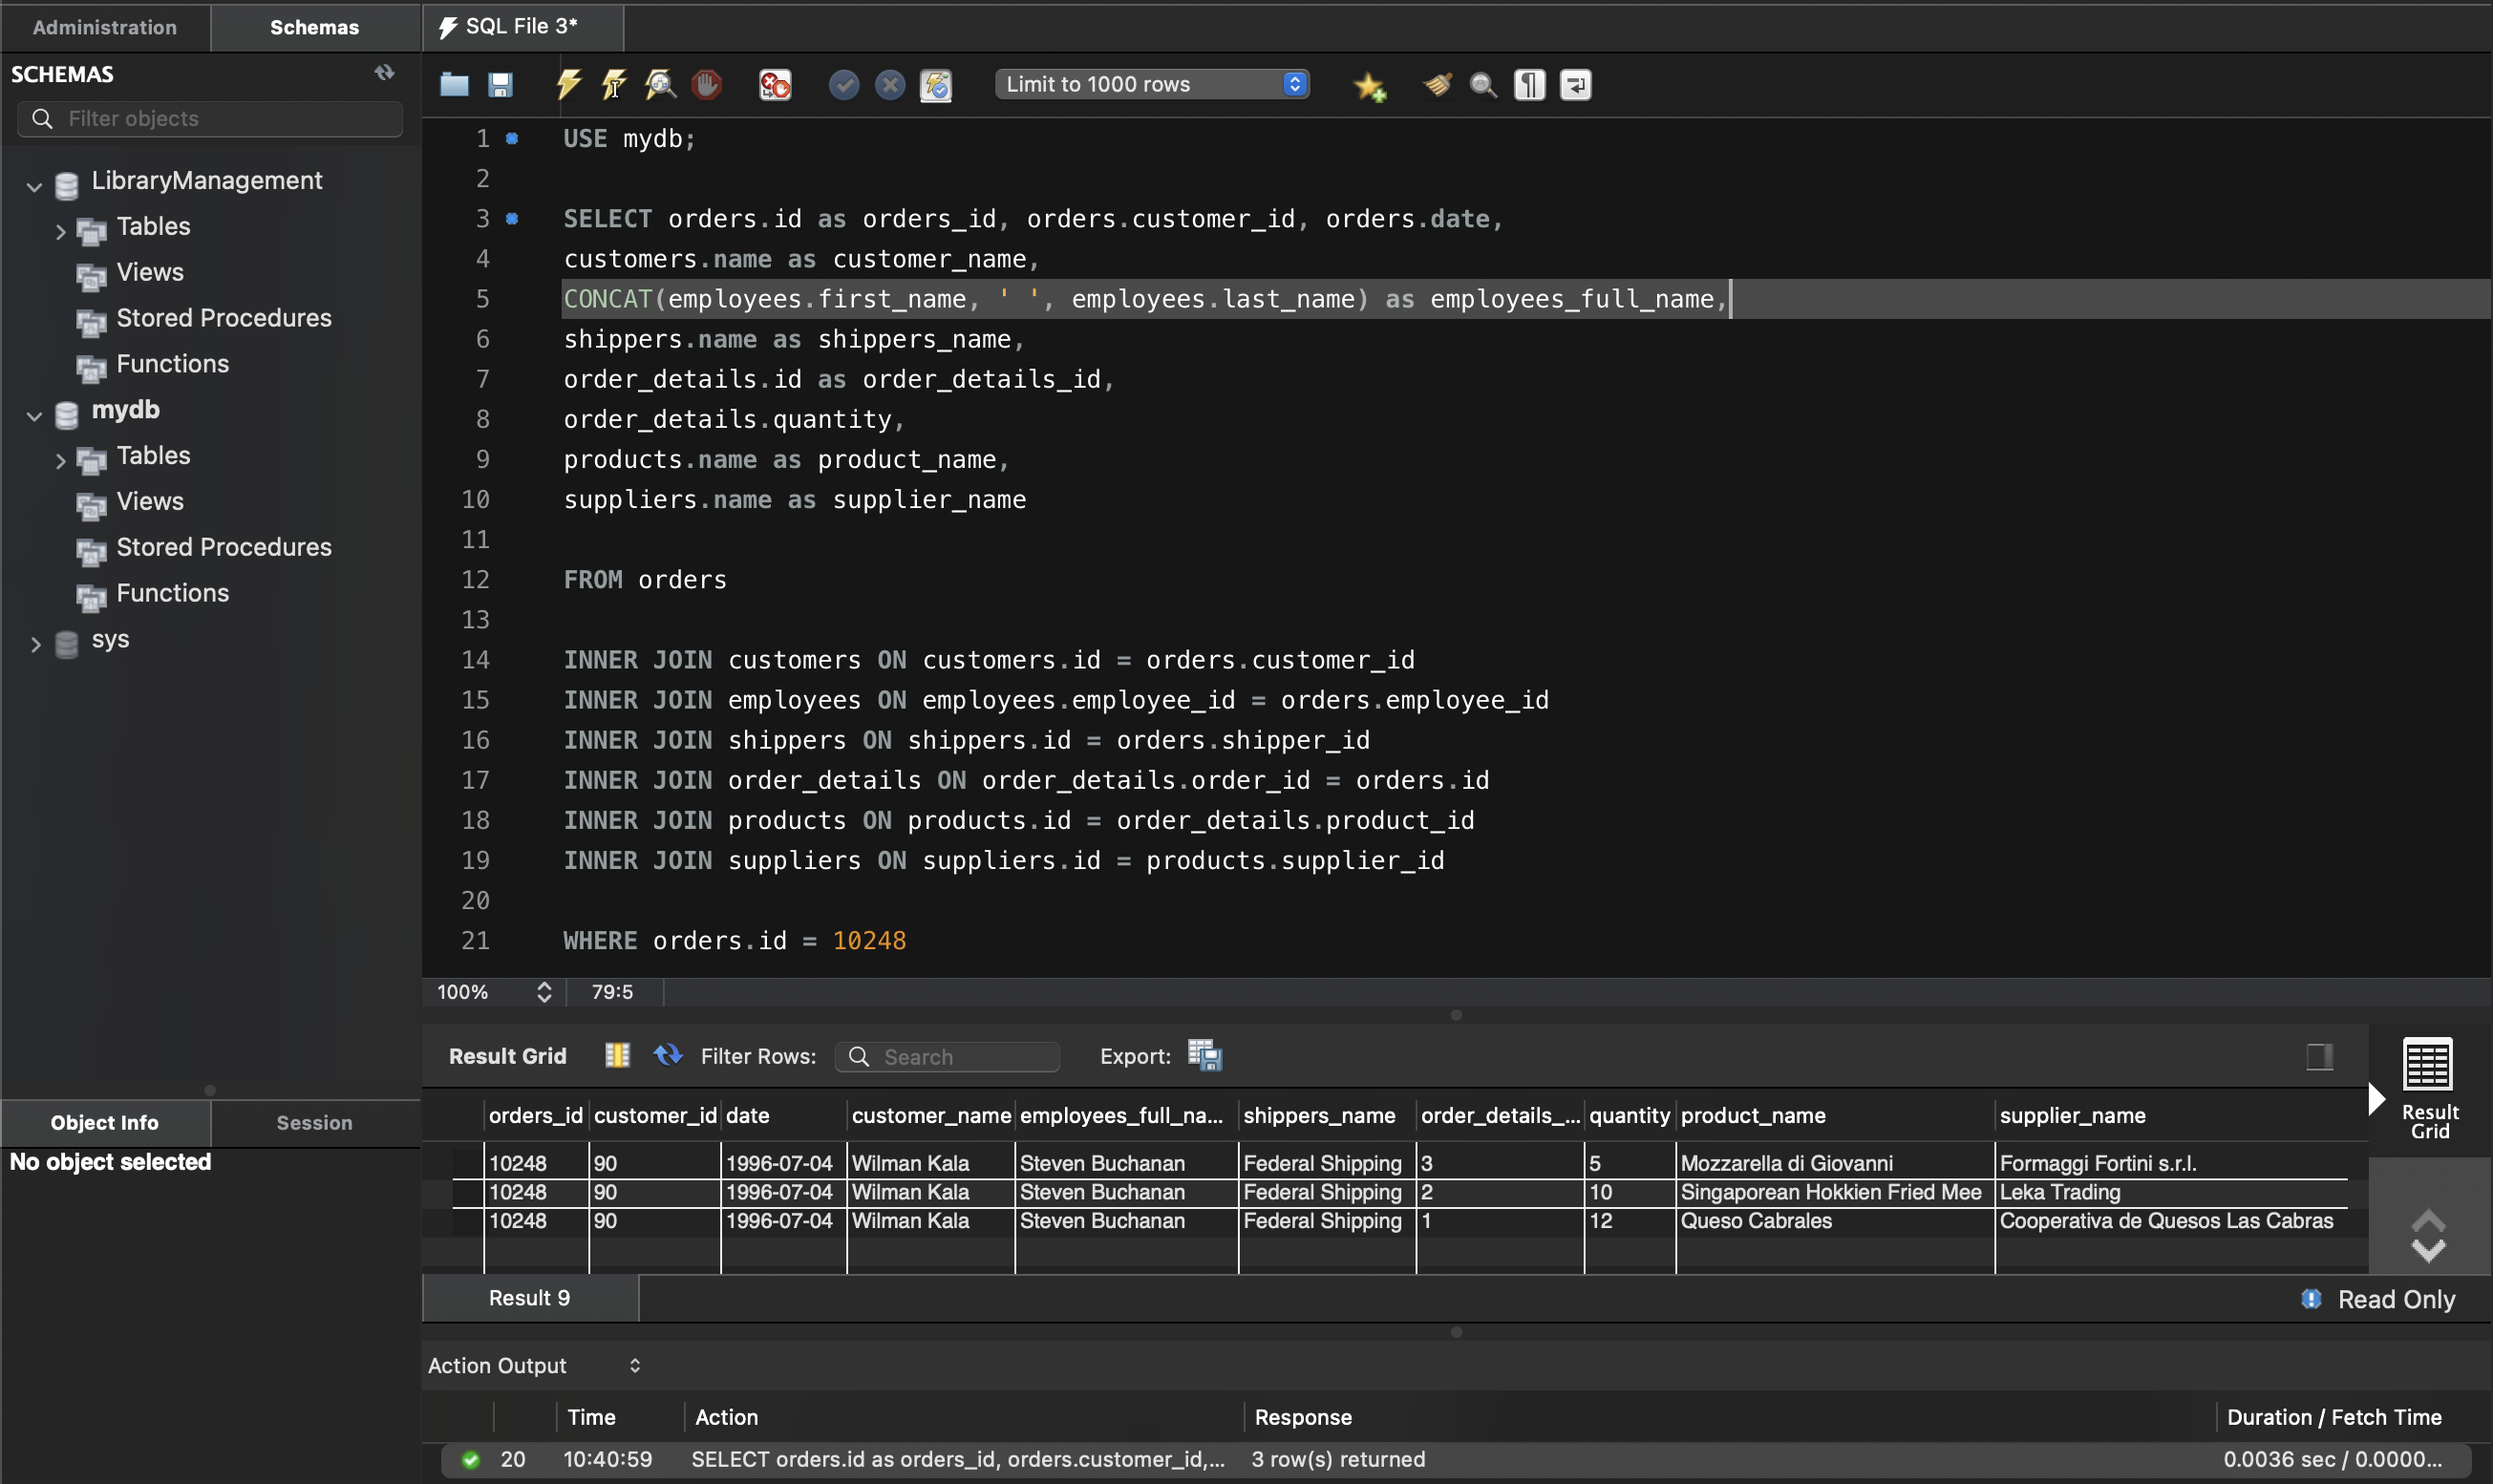 Administration
Schemas
SCHEMAS
Filter objects
LibraryManagement
Tables
Views
Stored Procedures
Functions
mydb
Tables
Views
Stored Procedures
Functions
sys
Object Info
Session
No object selected
SQL File 3*
Limit to 1000 rows
1 USE mydb;
2
3 SELECT orders.id as orders_id, orders.customer_id, orders.date,
4 customers.name as customer_name,
5 CONCAT(employees.first_name, ' ', employees.last_name) as employees_full_name,
6 shippers.name as shippers_name,
7 order_details.id as order_details_id,
8 order_details.quantity,
9 products.name as product_name,
10 suppliers.name as supplier_name
11
12 FROM orders
13
14 INNER JOIN customers ON customers.id = orders.customer_id
15 INNER JOIN employees ON employees.employee_id = orders.employee_id
16 INNER JOIN shippers ON shippers.id = orders.shipper_id
17 INNER JOIN order_details ON order_details.order_id = orders.id
18 INNER JOIN products ON products.id = order_details.product_id
19 INNER JOIN suppliers ON suppliers.id = products.supplier_id
20
21 WHERE orders.id = 10248
100% 79:5
Result Grid Filter Rows: Search Export:
orders_id customer_id date customer_name employees_full_na... shippers_name order_details_... quantity product_name supplier_name
10248 90 1996-07-04 Wilman Kala Steven Buchanan Federal Shipping 3 5 Mozzarella di Giovanni Formaggi Fortini s.r.l.
10248 90 1996-07-04 Wilman Kala Steven Buchanan Federal Shipping 2 10 Singaporean Hokkien Fried Mee Leka Trading
10248 90 1996-07-04 Wilman Kala Steven Buchanan Federal Shipping 1 12 Queso Cabrales Cooperativa de Quesos Las Cabras
Result
Grid
Result 9
Read Only
Action Output
Time Action Response Duration / Fetch Time
20 10:40:59 SELECT orders.id as orders_id, orders.customer_id,... 3 row(s) returned 0.0036 sec / 0.0000...